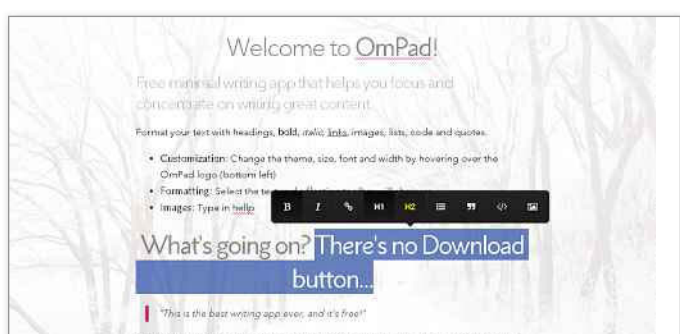 Welcome to OmPad!
Free minimal writing app that helps you focus and
concentrate on writing great content.
Format your text with headings, bold, italic, links, images, lists, code and quotes.
• Customization: Change the theme, size, font and width by hovering over the
OmPad logo (bottom left)
• Formatting: Select the
• Images: Type in
B I H1 H2 </>
What's going on? There's no Download
button...
"This is the best writing app ever, and it's free!"